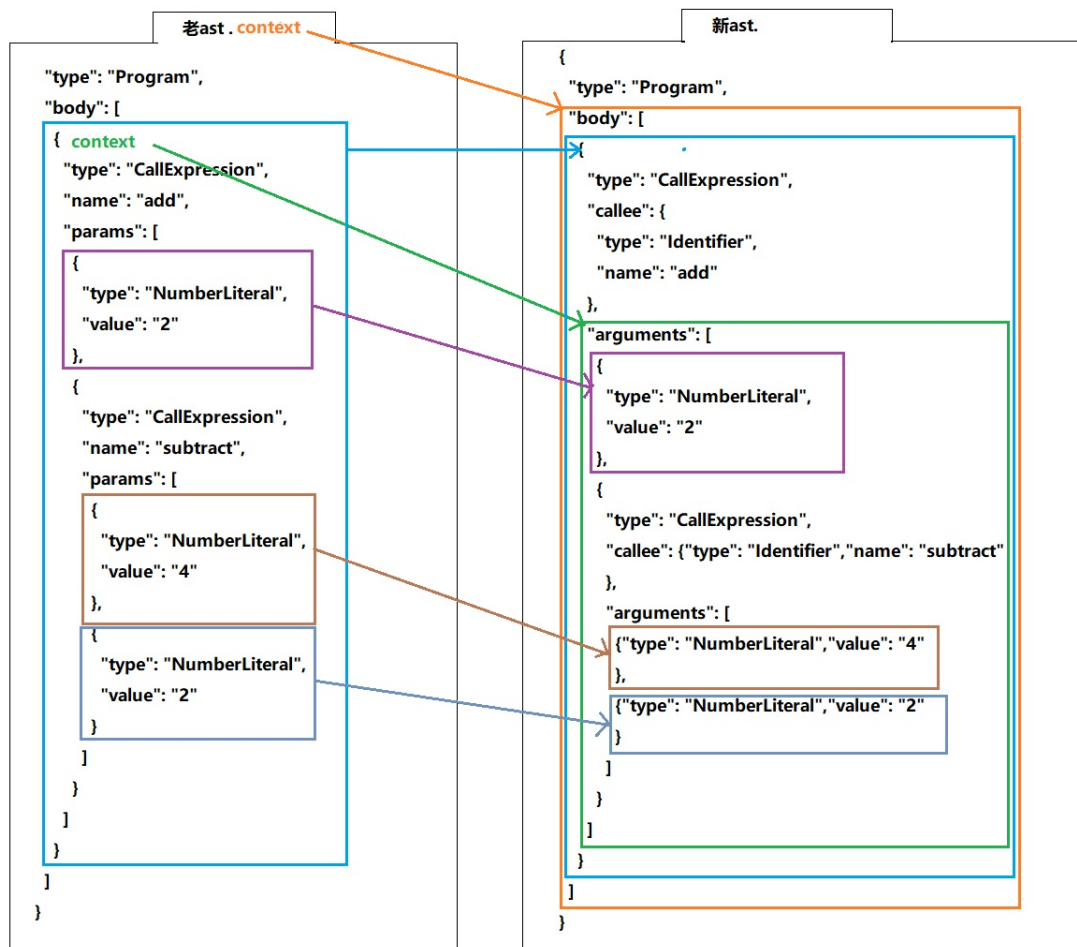 老ast . context
"type": "Program",
"body": [
{ context
"type": "CallExpression",
"name": "add",
"params": [
{
"type": "NumberLiteral",
"value": "2"
},
{
"type": "CallExpression",
"name": "subtract",
"params": [
{
"type": "NumberLiteral",
"value": "4"
},
{
"type": "NumberLiteral",
"value": "2"
}
]
}
]
}
]
}
新ast.
{
"type": "Program",
"body": [
{
"type": "CallExpression",
"callee": {
"type": "Identifier",
"name": "add"
},
"arguments": [
{
"type": "NumberLiteral",
"value": "2"
},
{
"type": "CallExpression",
"callee": {"type": "Identifier","name": "subtract"
},
"arguments": [
{"type": "NumberLiteral","value": "4"
},
{"type": "NumberLiteral","value": "2"
}
]
}
]
}
]
}